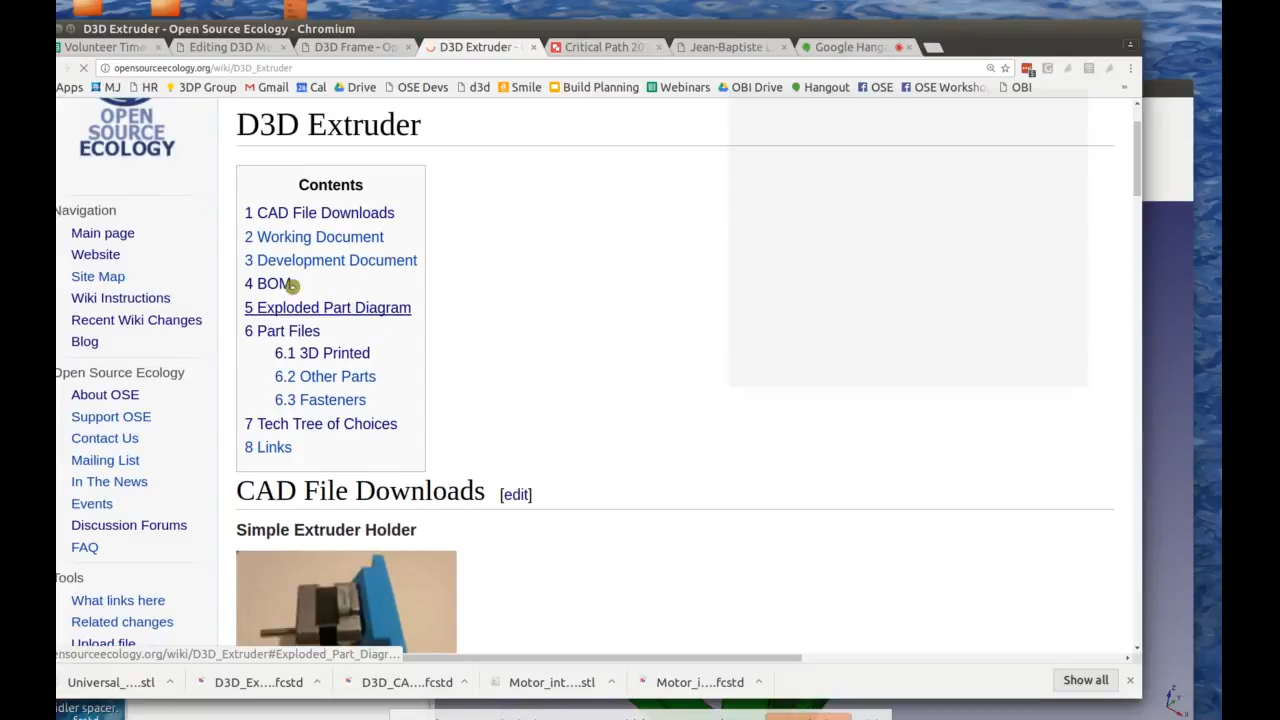 D3D Extruder - Open Source Ecology - Chromium
Volunteer Time
Editing D3D Me
D3D Frame - Op
D3D Extruder -
Critical Path 20
Jean-Baptiste L
Google Hang
opensourceecology.org/wiki/D3D_Extruder
Apps MJ HR 3DP Group Gmail Cal Drive OSE Devs d3d Smile Build Planning Webinars OBI Drive Hangout OSE OSE Worksho OBI
OPEN
SOURCE
ECOLOGY
Navigation
Main page
Website
Site Map
Wiki Instructions
Recent Wiki Changes
Blog
Open Source Ecology
About OSE
Support OSE
Contact Us
Mailing List
In The News
Events
Discussion Forums
FAQ
Tools
What links here
Related changes
Upload file
D3D Extruder
Contents
1 CAD File Downloads
2 Working Document
3 Development Document
4 BOM
5 Exploded Part Diagram
6 Part Files
6.1 3D Printed
6.2 Other Parts
6.3 Fasteners
7 Tech Tree of Choices
8 Links
CAD File Downloads [edit]
Simple Extruder Holder
ensourceecology.org/wiki/D3D_Extruder#Exploded_Part_Diagr...
Universal_....stl
D3D_Ex....fcstd
D3D_CA....fcstd
Motor_int....stl
Motor_i....fcstd
Show all
idler spacer.
fcstd